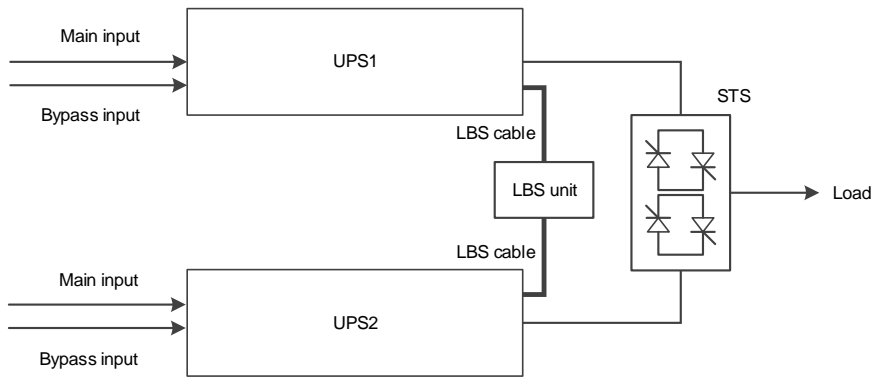 Main input
UPS1
Bypass input
STS
LBS cable
LBS unit
Load
LBS cable
Main input
UPS2
Bypass input